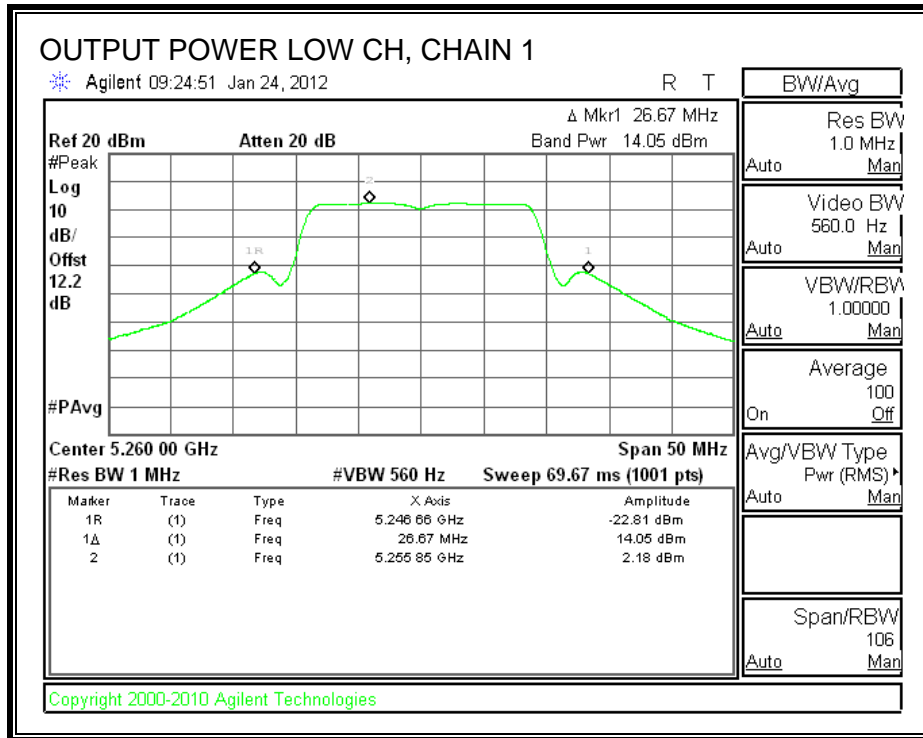 OUTPUT POWER LOW CH, CHAIN 1
Agilent 09:24:51 Jan 24, 2012 R T
Δ Mkr1 26.67 MHz
Ref 20 dBm Atten 20 dB Band Pwr 14.05 dBm
#Peak
Log
10
dB/
Offst
12.2
dB
#PAvg
2
1R
1
Center 5.260 00 GHz Span 50 MHz
#Res BW 1 MHz #VBW 560 Hz Sweep 69.67 ms (1001 pts)
Marker Trace Type X Axis Amplitude
1R (1) Freq 5.246 66 GHz -22.81 dBm
1Δ (1) Freq 26.67 MHz 14.05 dBm
2 (1) Freq 5.255 85 GHz 2.18 dBm
BW/Avg
Res BW
1.0 MHz
Auto Man
Video BW
560.0 Hz
Auto Man
VBW/RBW
1.00000
Auto Man
Average
100
On Off
Avg/VBW Type
Pwr (RMS)
Auto Man
Span/RBW
106
Auto Man
Copyright 2000-2010 Agilent Technologies